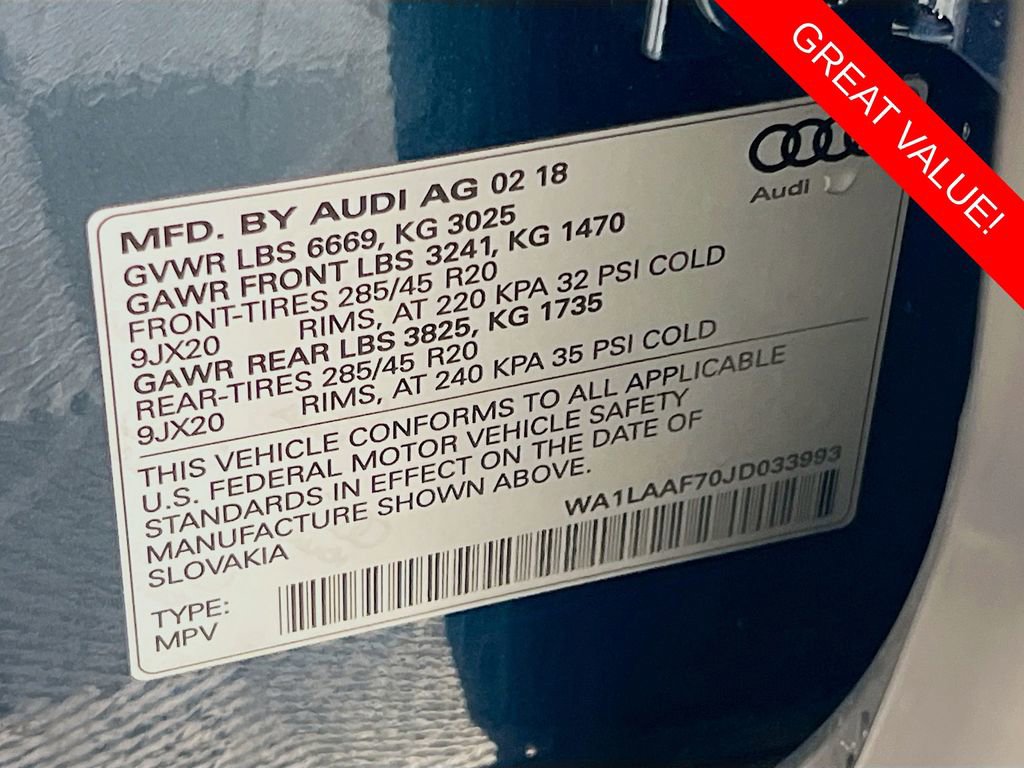 GREAT VALUE!
Audi
MFD. BY AUDI AG 02 18
GVWR LBS 6669, KG 3025
GAWR FRONT LBS 3241, KG 1470
FRONT-TIRES 285/45 R20
9JX20 RIMS, AT 220 KPA 32 PSI COLD
GAWR REAR LBS 3825, KG 1735
REAR-TIRES 285/45 R20
9JX20 RIMS, AT 240 KPA 35 PSI COLD
THIS VEHICLE CONFORMS TO ALL APPLICABLE
U.S. FEDERAL MOTOR VEHICLE SAFETY
STANDARDS IN EFFECT ON THE DATE OF
MANUFACTURE SHOWN ABOVE.
SLOVAKIA
WA1LAAF70JD033993
TYPE:
MPV